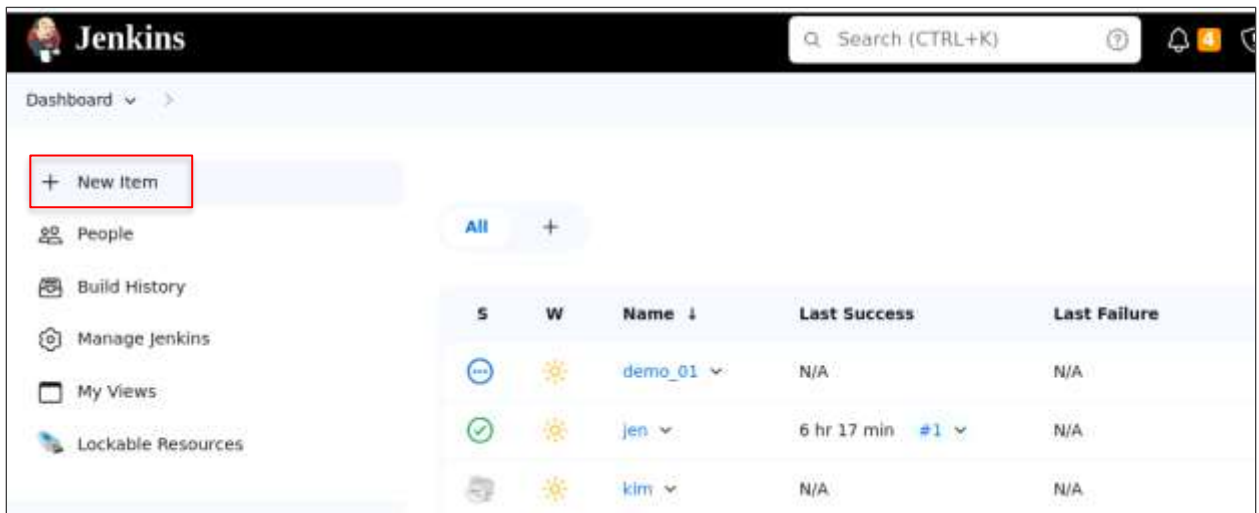 Jenkins
Search (CTRL+K)
4
Dashboard
New Item
People
Build History
Manage Jenkins
My Views
Lockable Resources
All +
S W Name ↓ Last Success Last Failure
demo_01 N/A N/A
jen 6 hr 17 min #1 N/A
kim N/A N/A